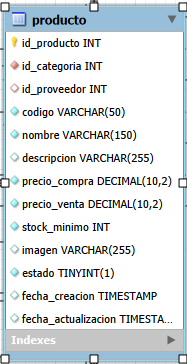 producto
id_producto INT
id_categoria INT
id_proveedor INT
codigo VARCHAR(50)
nombre VARCHAR(150)
descripcion VARCHAR(255)
precio_compra DECIMAL(10,2)
precio_venta DECIMAL(10,2)
stock_minimo INT
imagen VARCHAR(255)
estado TINYINT(1)
fecha_creacion TIMESTAMP
fecha_actualizacion TIMESTA...
Indexes